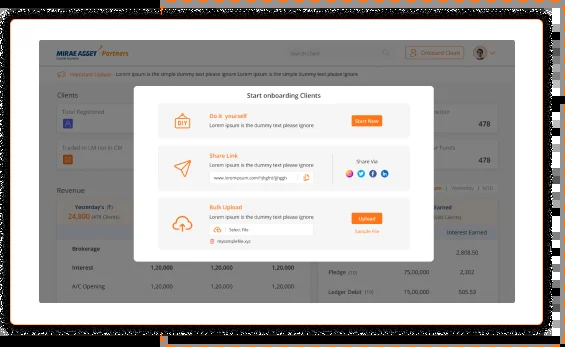 MIRAE ASSET Partners
Search Client
Onboard Client
Important Update - Lorem ipsum is the simple dummy text please ignore Lorem ipsum is the simple dummy text please ignore
Clients
Start onboarding Clients
Total Registered
478
Do it yourself
Lorem ipsum is the dummy text please ignore
DIY
Start Now
Traded in LM not in CM
478
Share Link
Lorem ipsum is the dummy text please ignore
Share Via
Revenue
Yesterday
Yesterday's (₹)
24,800
Earned
Bulk Upload
Lorem ipsum is the dummy text please ignore
Select File
Upload
mysamplefile.xyz
Sample File
Interest Earned
Brokerage
2,808.50
Interest 1,20,000 1,20,000 1,20,000
Pledge (10) 75,00,000 2,302
A/C Opening 1,20,000 1,20,000 1,20,000
Ledger Debit (10) 15,00,000 505.53